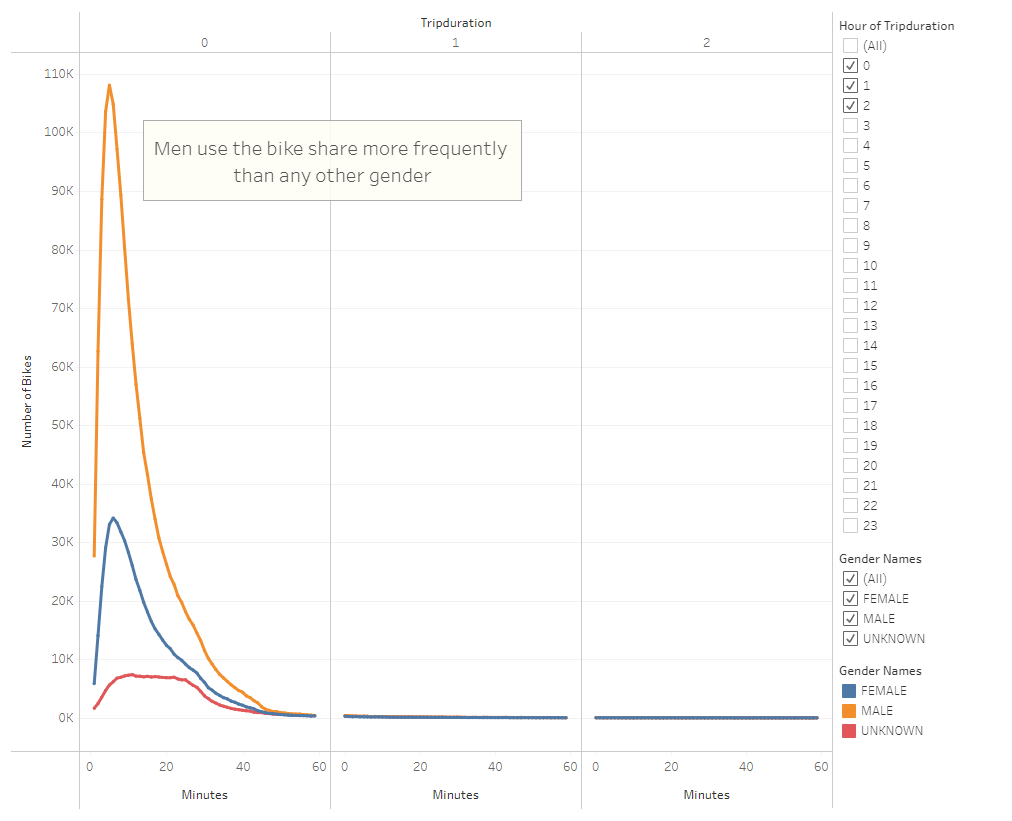 Tripduration
0 1 2
110K
100K
90K
80K
70K
60K
50K
40K
30K
20K
10K
0K
Number of Bikes
Men use the bike share more frequently
than any other gender
0 20 40 60 0 20 40 60 0 20 40 60
Minutes Minutes Minutes
Hour of Tripduration
(All)
0
1
2
3
4
5
6
7
8
9
10
11
12
13
14
15
16
17
18
19
20
21
22
23
Gender Names
(All)
FEMALE
MALE
UNKNOWN
Gender Names
FEMALE
MALE
UNKNOWN